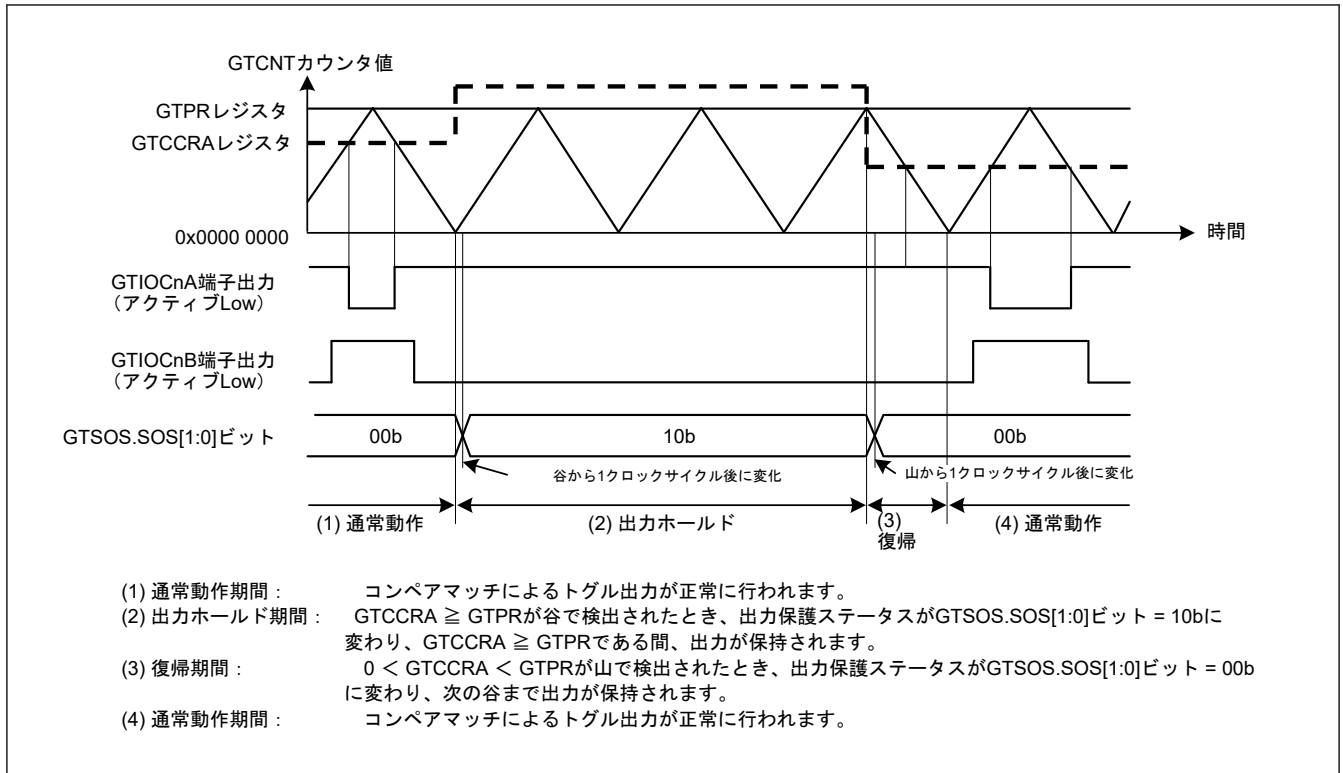 GTCNTカウンタ値
GTPRレジスタ
GTCCRAレジスタ
0x0000 0000
時間
GTIOCnA端子出力
（アクティブLow）
GTIOCnB端子出力
（アクティブLow）
GTSOS.SOS[1:0]ビット
00b
10b
00b
谷から1クロックサイクル後に変化
山から1クロックサイクル後に変化
(1) 通常動作
(2) 出力ホールド
(3)
復帰
(4) 通常動作
(1) 通常動作期間： コンペアマッチによるトグル出力が正常に行われます。
(2) 出力ホールド期間： GTCCRA ≧ GTPRが谷で検出されたとき、出力保護ステータスがGTSOS.SOS[1:0]ビット = 10bに
変わり、GTCCRA ≧ GTPRである間、出力が保持されます。
(3) 復帰期間： 0 < GTCCRA < GTPRが山で検出されたとき、出力保護ステータスがGTSOS.SOS[1:0]ビット = 00b
に変わり、次の谷まで出力が保持されます。
(4) 通常動作期間： コンペアマッチによるトグル出力が正常に行われます。